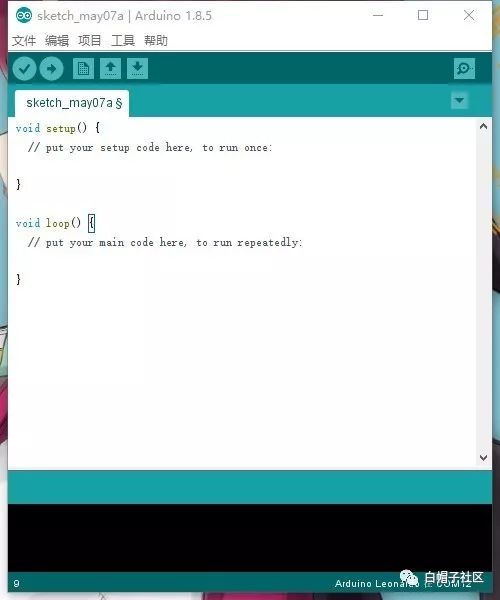 sketch_may07a | Arduino 1.8.5
文件 编辑 项目 工具 帮助
sketch_may07a §
void setup() {
// put your setup code here, to run once:
}
void loop() {
// put your main code here, to run repeatedly:
}
9
Arduino Leonardo 在 COM12
白帽子社区